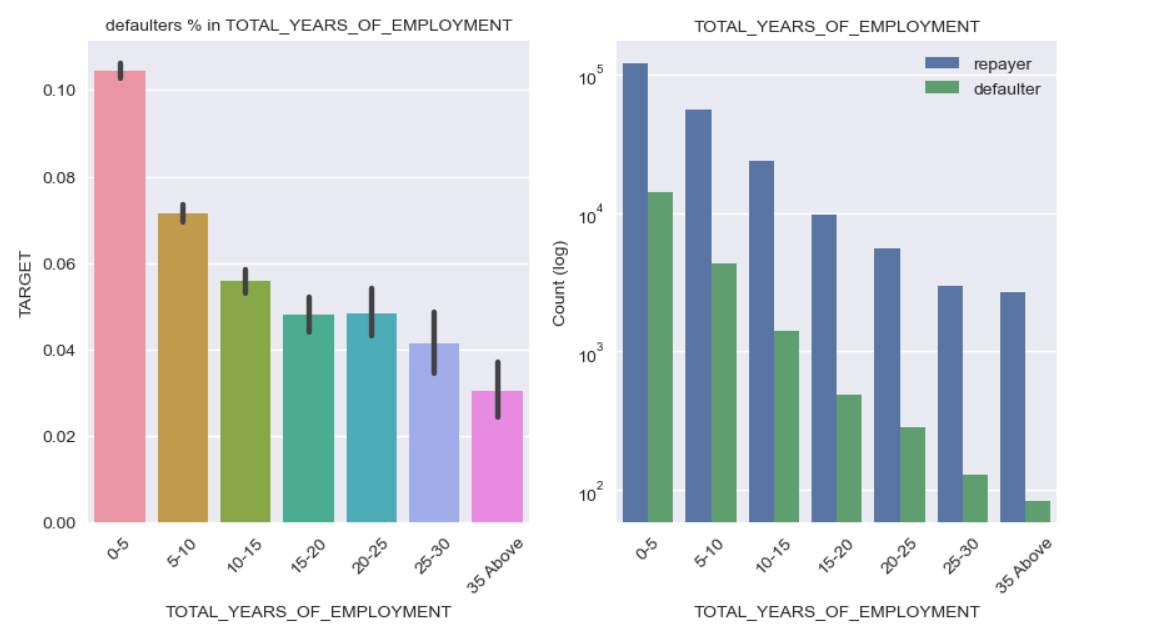 defaulters % in TOTAL_YEARS_OF_EMPLOYMENT
TARGET
0.10
0.08
0.06
0.04
0.02
0.00
0-5
5-10
10-15
15-20
20-25
25-30
35 Above
TOTAL_YEARS_OF_EMPLOYMENT
TOTAL_YEARS_OF_EMPLOYMENT
repayer
defaulter
Count (log)
10^5
10^4
10^3
10^2
0-5
5-10
10-15
15-20
20-25
25-30
35 Above
TOTAL_YEARS_OF_EMPLOYMENT